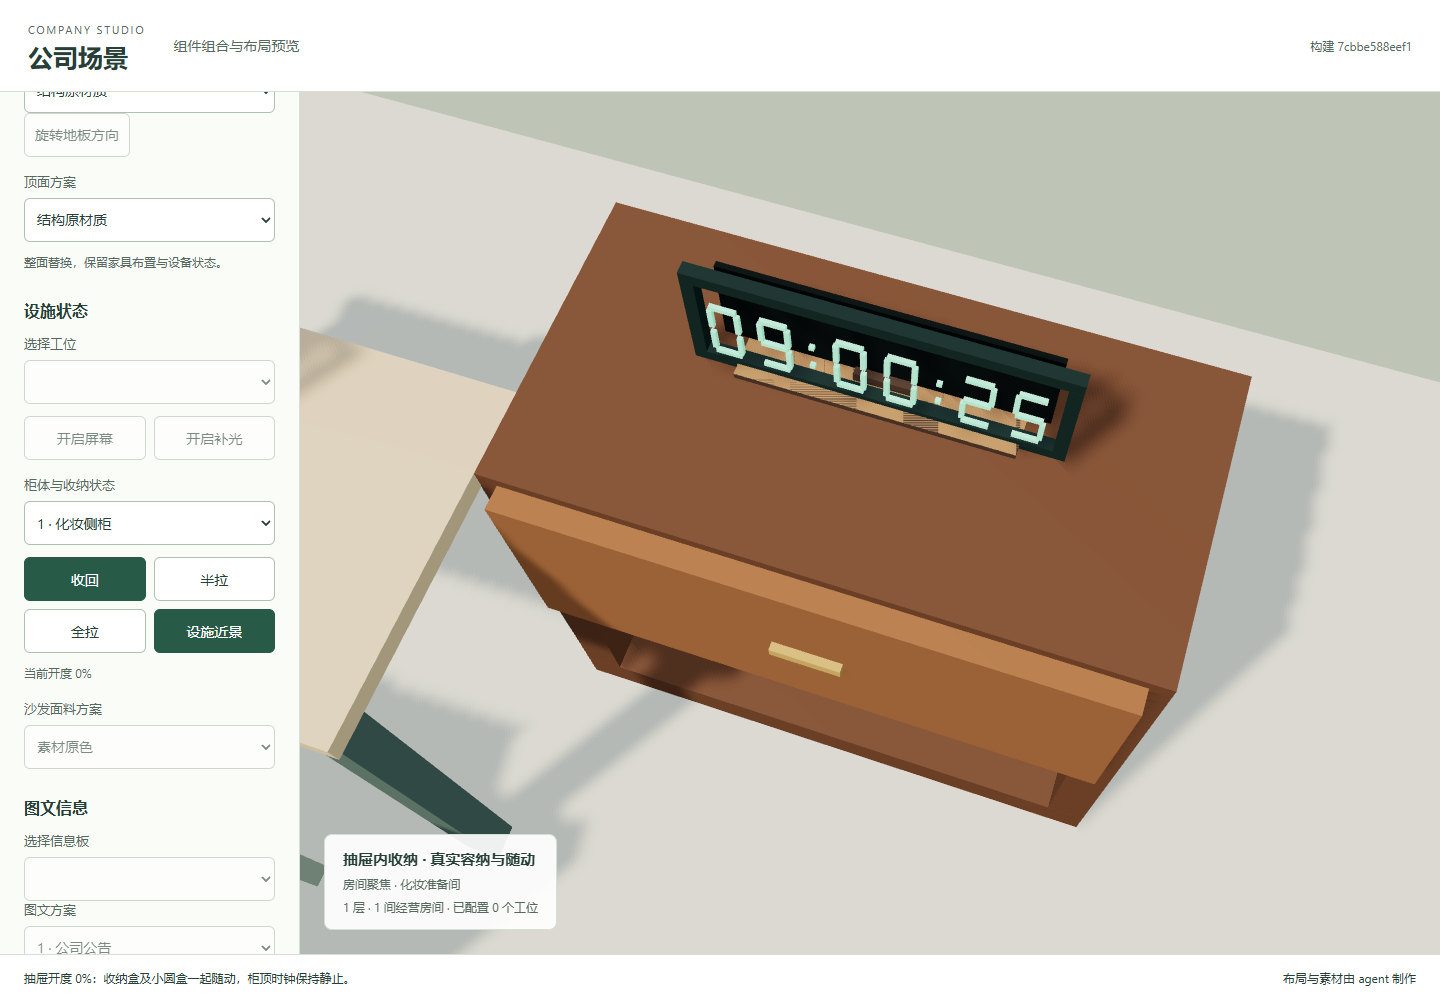 COMPANY STUDIO
公司场景
组件组合与布局预览
构建 7cbbe588eef1
结构原材质
旋转地板方向
顶面方案
结构原材质
整面替换，保留家具布置与设备状态。
设施状态
选择工位
开启屏幕
开启补光
柜体与收纳状态
1 · 化妆侧柜
收回
半拉
全拉
设施近景
当前开度 0%
沙发面料方案
素材原色
图文信息
选择信息板
图文方案
1 · 公司公告
09:00:25
抽屉内收纳 · 真实容纳与随动
房间聚焦 · 化妆准备间
1 层 · 1 间经营房间 · 已配置 0 个工位
抽屉开度 0%：收纳盒及小圆盒一起随动，柜顶时钟保持静止。
布局与素材由 agent 制作